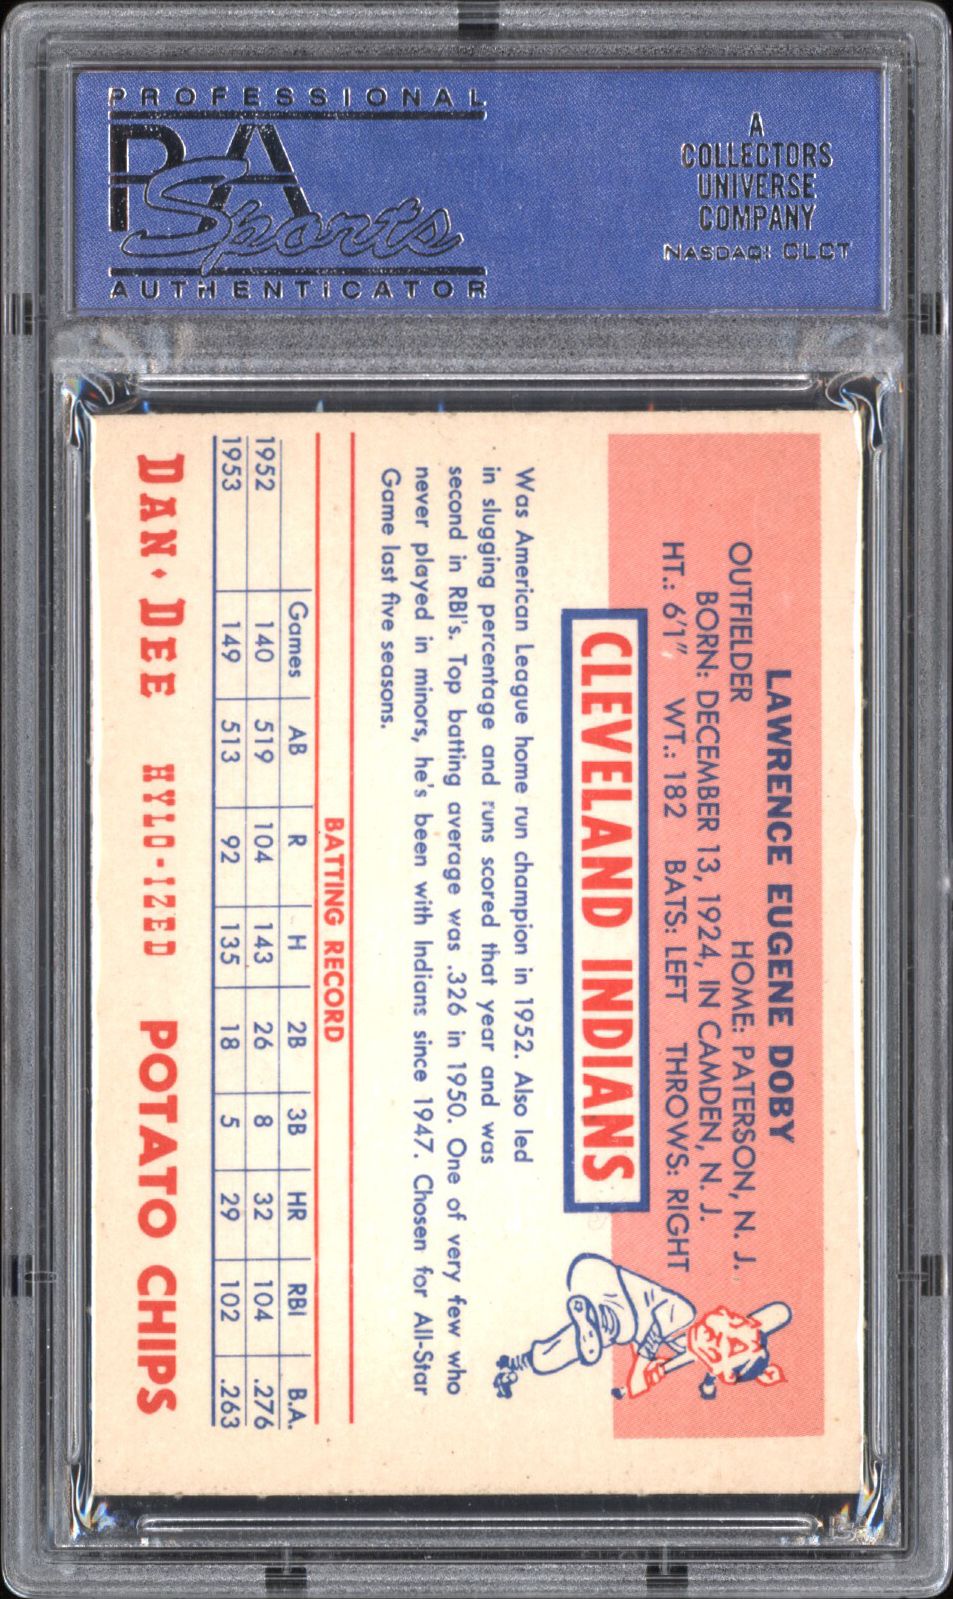 PROFESSIONAL
PSA
Sports
AUTHENTICATOR
A
COLLECTORS
UNIVERSE
COMPANY
NASDAQ: CLCT
LAWRENCE EUGENE DOBY
OUTFIELDER HOME: PATERSON, N. J.
BORN: DECEMBER 13, 1924, IN CAMDEN, N. J.
HT.: 6'1" WT.: 182 BATS: LEFT THROWS: RIGHT
CLEVELAND INDIANS
Was American League home run champion in 1952. Also led
in slugging percentage and runs scored that year and was
second in RBI's. Top batting average was .326 in 1950. One of very few who
never played in minors, he's been with Indians since 1947. Chosen for All-Star
Game last five seasons.
BATTING RECORD
Games AB R H 2B 3B HR RBI B.A.
1952 140 519 104 143 26 8 32 104 .276
1953 149 513 92 135 18 5 29 102 .263
DAN·DEE HYLO-IZED POTATO CHIPS